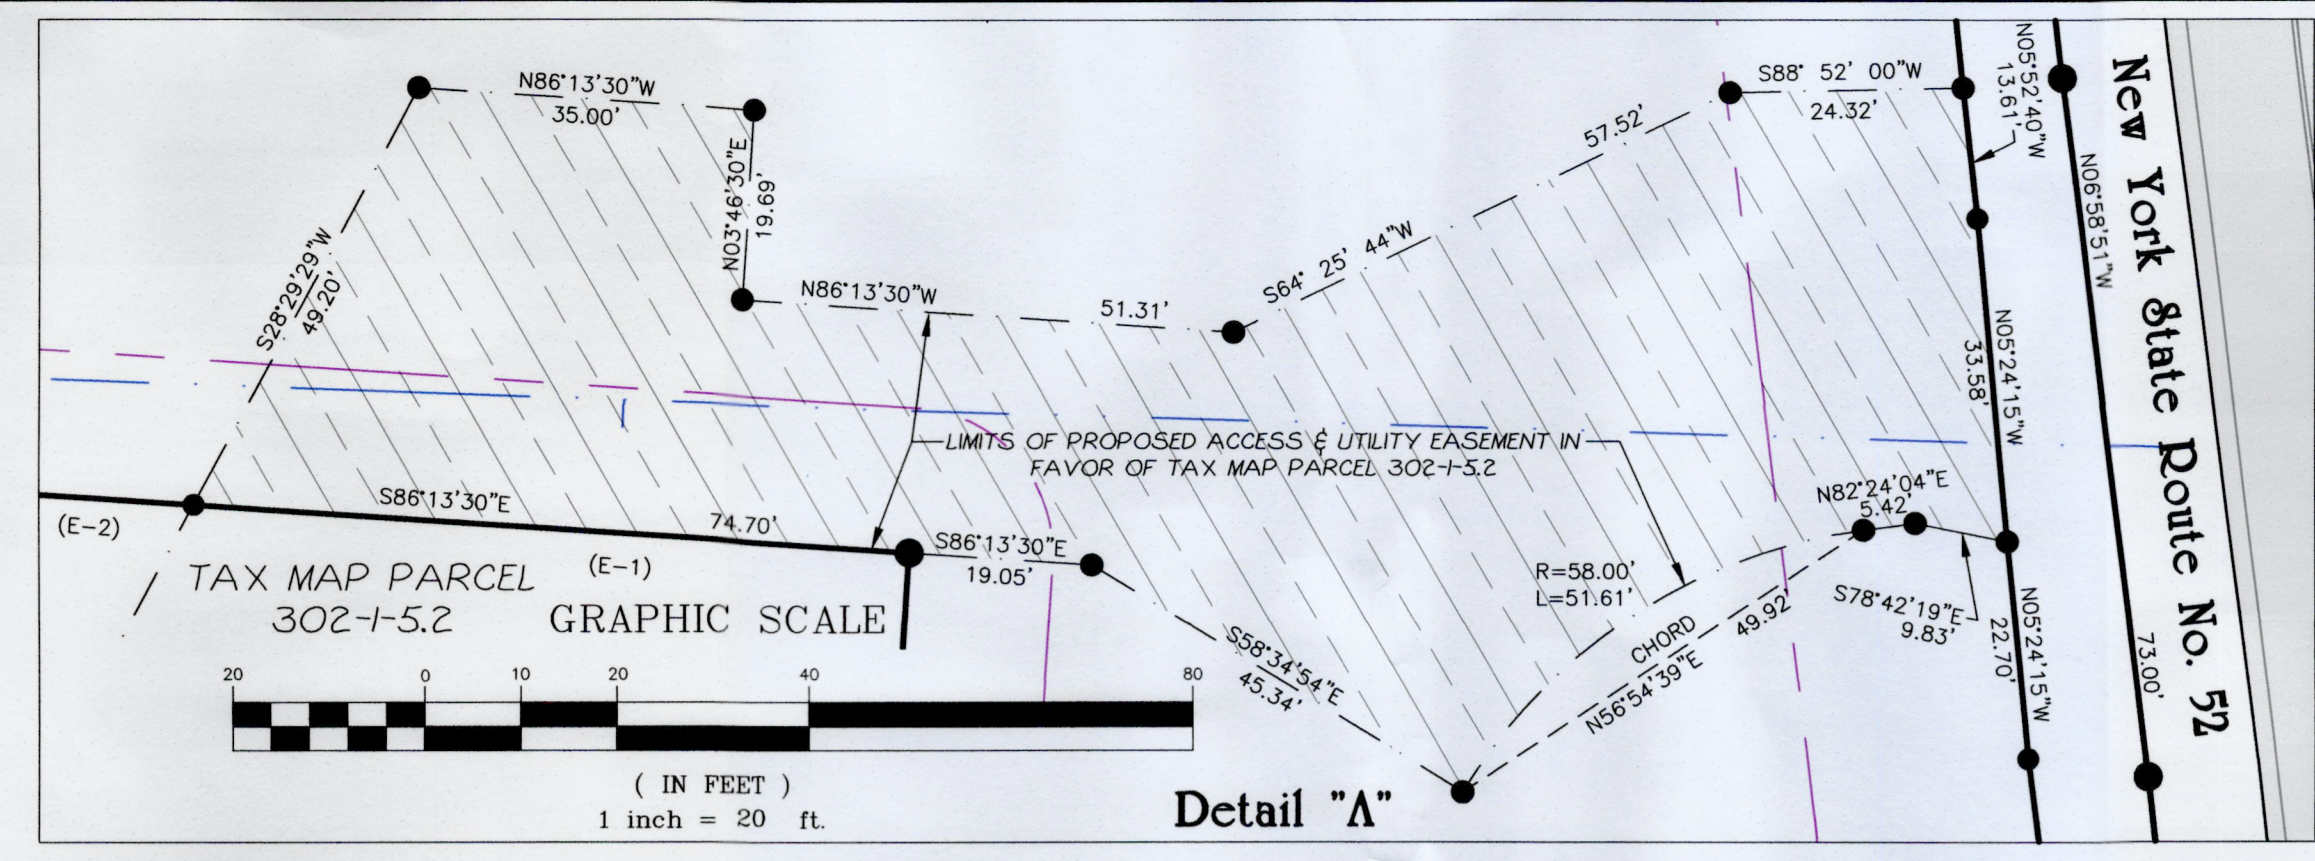 N86°13'30"W
35.00'
N03°46'30"E
19.69'
S28°29'29"W
49.20'
N86°13'30"W
51.31'
S64° 25' 44"W
57.52'
S88° 52' 00"W
24.32'
N05°52'40"W
13.61'
N06°58'51"W
73.00'
New York State Route No. 52
N05°24'15"W
33.58'
LIMITS OF PROPOSED ACCESS & UTILITY EASEMENT IN
FAVOR OF TAX MAP PARCEL 302-1-5.2
N82°24'04"E
5.42'
S78°42'19"E
9.83'
N05°24'15"W
22.70'
R=58.00'
L=51.61'
CHORD
49.92'
N56°54'39"E
S58°34'54"E
45.34'
S86°13'30"E
19.05'
S86°13'30"E
74.70'
(E-2)
(E-1)
TAX MAP PARCEL
302-1-5.2
GRAPHIC SCALE
20 0 10 20 40 80
( IN FEET )
1 inch = 20 ft.
Detail "A"